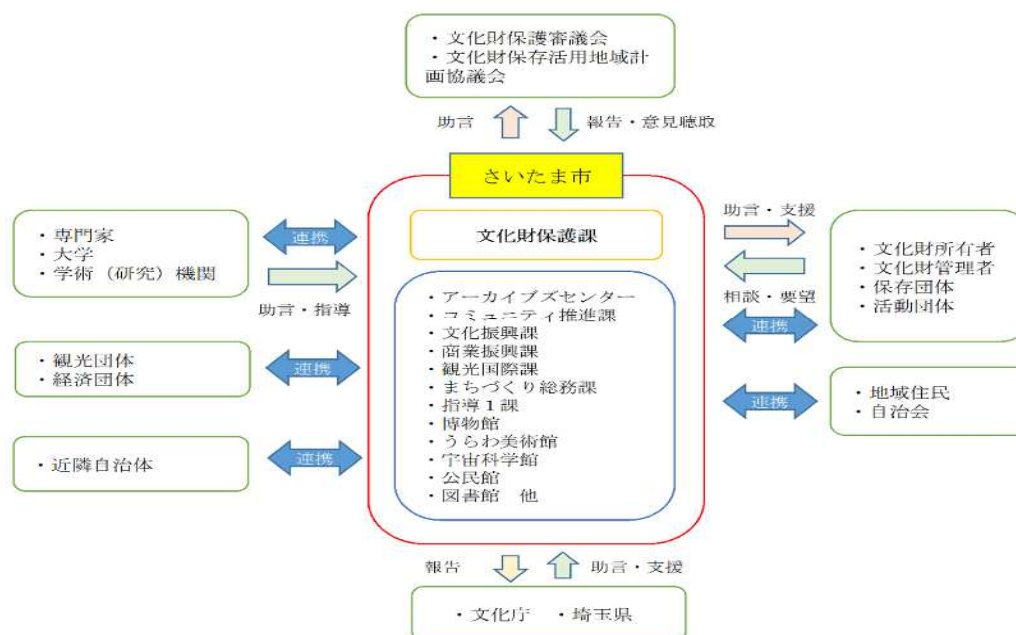 ・文化財保護審議会
・文化財保存活用地域計
画協議会
助言
報告・意見聴取
さいたま市
文化財保護課
・アーカイブズセンター
・コミュニティ推進課
・文化振興課
・商業振興課
・観光国際課
・まちづくり総務課
・指導1課
・博物館
・うらわ美術館
・宇宙科学館
・公民館
・図書館　他
・専門家
・大学
・学術（研究）機関
連携
助言・指導
・観光団体
・経済団体
連携
・近隣自治体
連携
助言・支援
相談・要望
連携
・文化財所有者
・文化財管理者
・保存団体
・活動団体
連携
・地域住民
・自治会
報告
助言・支援
・文化庁　・埼玉県